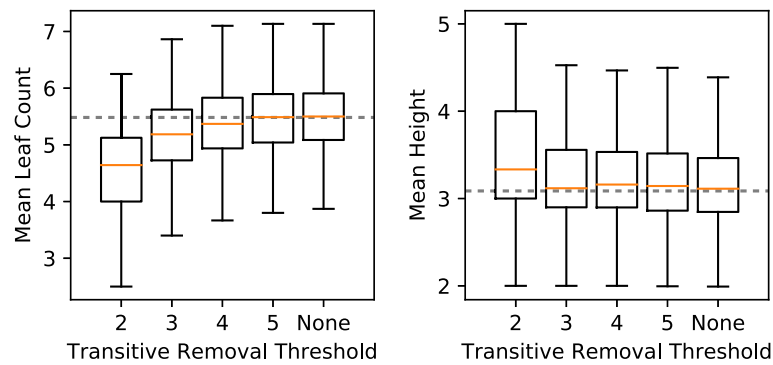 Mean Leaf Count
7
6
5
4
3
2 3 4 5 None
Transitive Removal Threshold
Mean Height
5
4
3
2
2 3 4 5 None
Transitive Removal Threshold